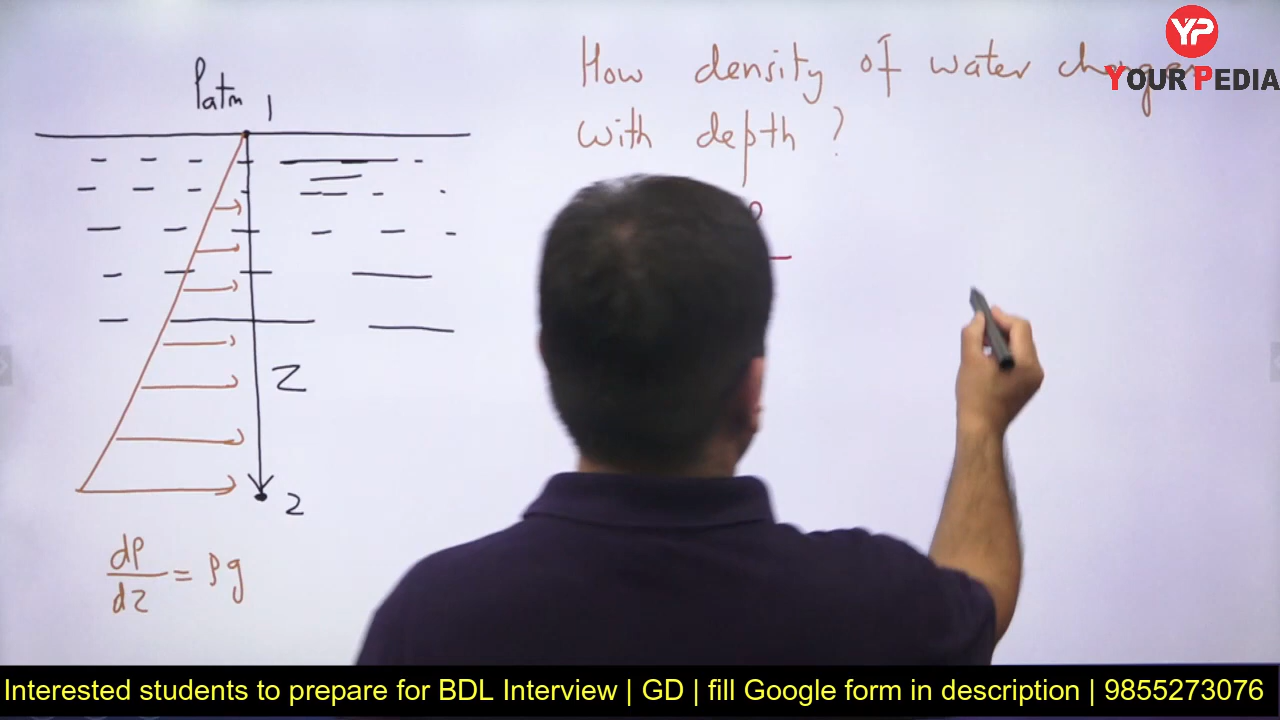 YP
YOUR PEDIA
How density of water changes
with depth ?
Patm 1
Z
2
dP
dz
= ρg
Interested students to prepare for BDL Interview | GD | fill Google form in description | 9855273076